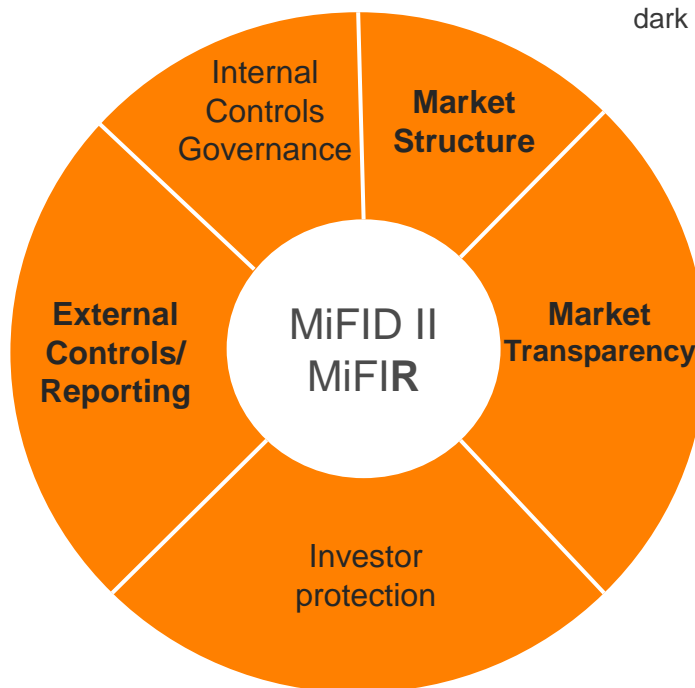 dark
Internal
Controls
Governance
Market
Structure
External
Controls/
Reporting
MiFID II
MiFIR
Market
Transparency
Investor
protection